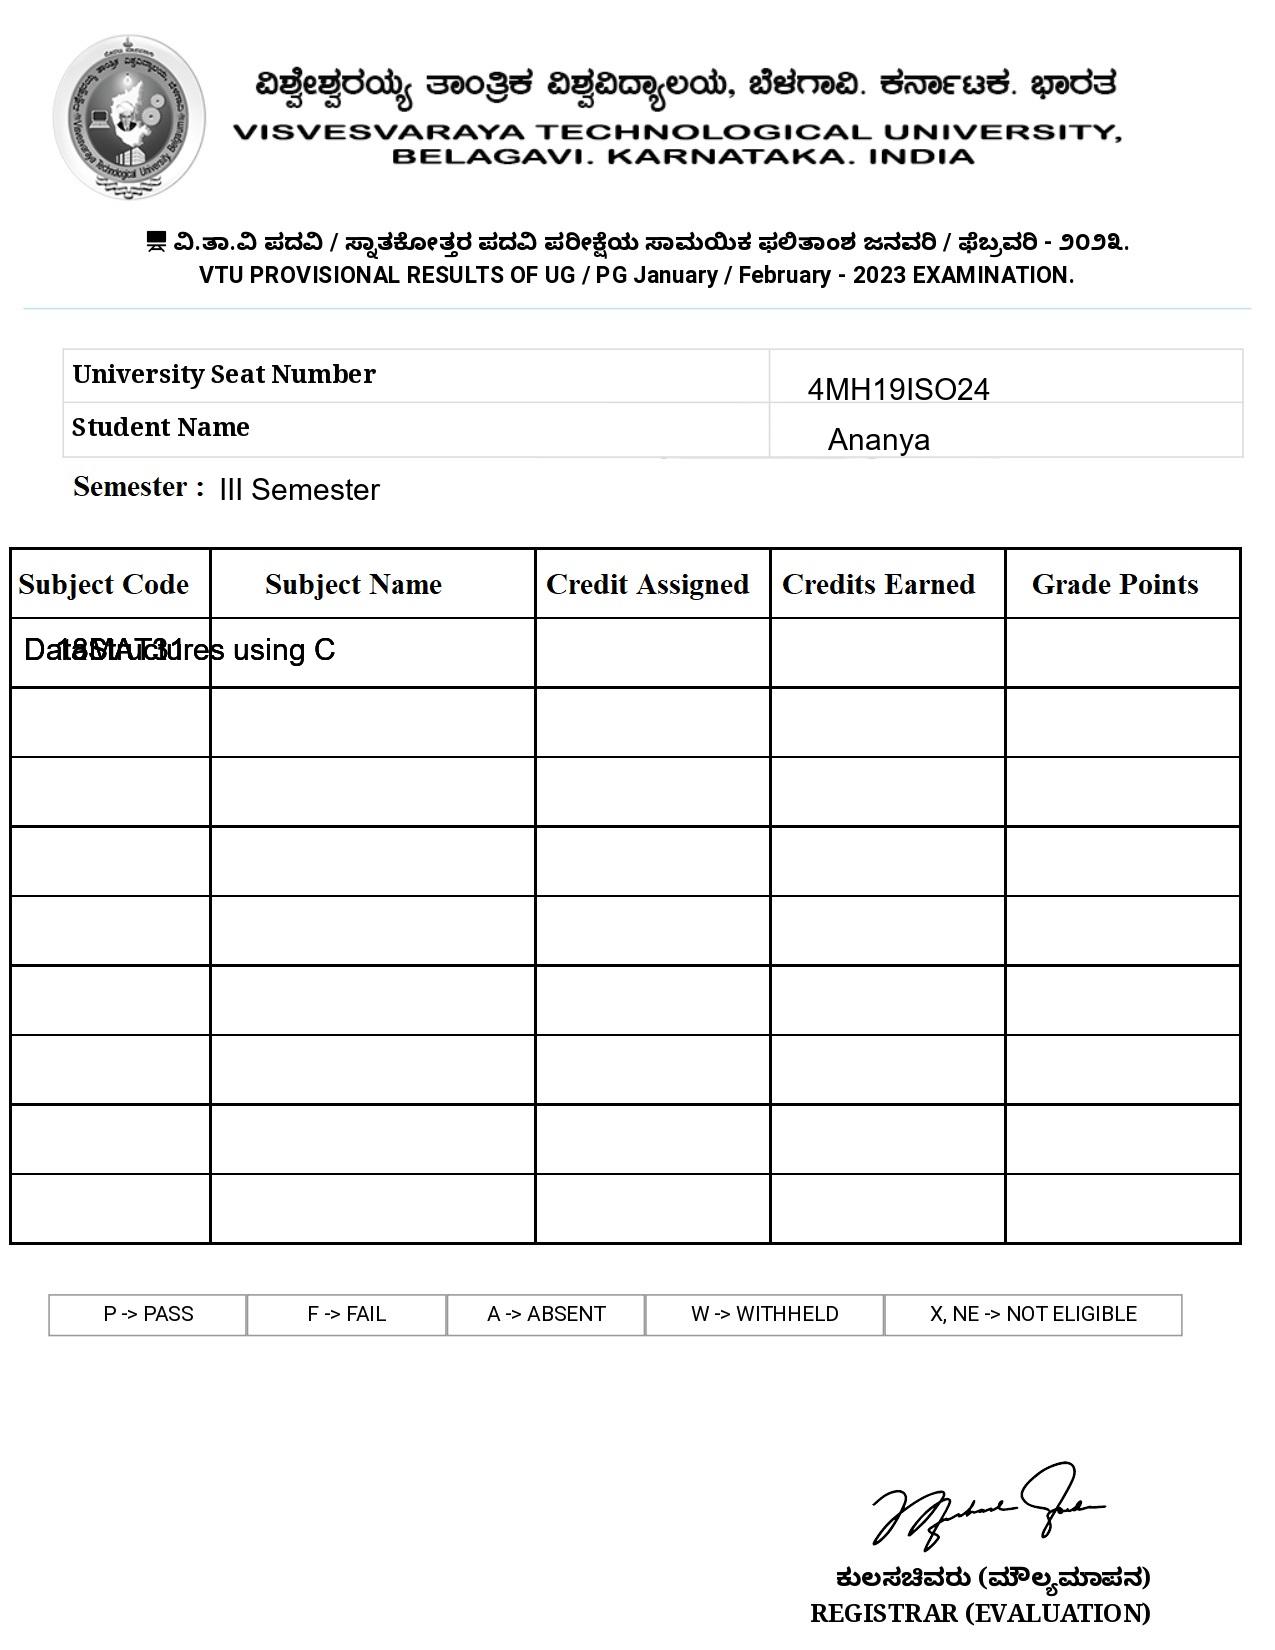 ವಿಶ್ವೇಶ್ವರಯ್ಯ ತಾಂತ್ರಿಕ ವಿಶ್ವವಿದ್ಯಾಲಯ, ಬೆಳಗಾವಿ. ಕರ್ನಾಟಕ. ಭಾರತ
VISVESVARAYA TECHNOLOGICAL UNIVERSITY,
BELAGAVI. KARNATAKA. INDIA
ವಿ.ತಾ.ವಿ ಪದವಿ / ಸ್ನಾತಕೋತ್ತರ ಪದವಿ ಪರೀಕ್ಷೆಯ ಸಾಮಯಿಕ ಫಲಿತಾಂಶ ಜನವರಿ / ಫೆಬ್ರವರಿ - ೨೦೨೩.
VTU PROVISIONAL RESULTS OF UG / PG January / February - 2023 EXAMINATION.
University Seat Number 4MH19ISO24
Student Name Ananya
Semester : III Semester
Subject Code Subject Name Credit Assigned Credits Earned Grade Points
18MAT31
Data Structures using C
P -> PASS F -> FAIL A -> ABSENT W -> WITHHELD X, NE -> NOT ELIGIBLE
ಕುಲಸಚಿವರು (ಮೌಲ್ಯಮಾಪನ)
REGISTRAR (EVALUATION)